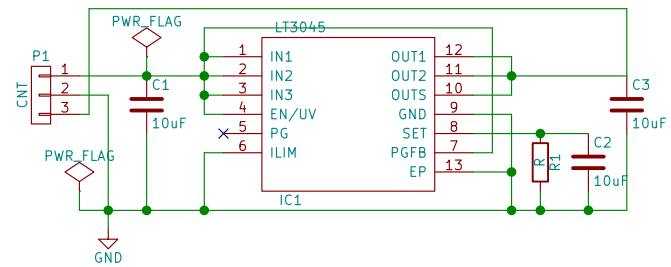 PWR_FLAG
LT3045
P1
CNT
1
2
3
C1
10uF
1 IN1 OUT1 12
2 IN2 OUT2 11
3 IN3 OUTS 10
4 EN/UV GND 9
5 PG SET 8
6 ILIM PGFB 7
EP 13
IC1
C3
10uF
R
R1
C2
10uF
PWR_FLAG
GND